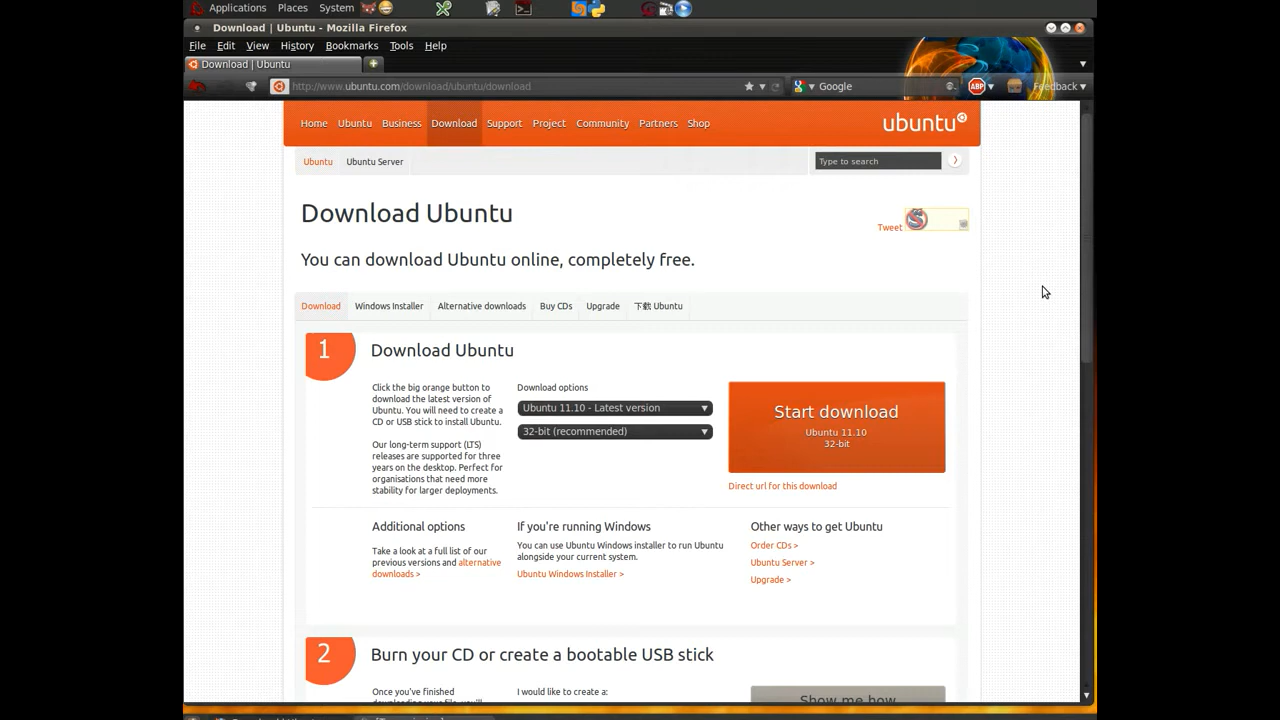 Applications Places System
Download | Ubuntu - Mozilla Firefox
File Edit View History Bookmarks Tools Help
Download | Ubuntu
http://www.ubuntu.com/download/ubuntu/download
Google
ABP
Feedback
Home Ubuntu Business Download Support Project Community Partners Shop
ubuntu
Ubuntu Ubuntu Server
Type to search
Download Ubuntu
Tweet
You can download Ubuntu online, completely free.
Download Windows Installer Alternative downloads Buy CDs Upgrade 下载 Ubuntu
1
Download Ubuntu
Click the big orange button to
download the latest version of
Ubuntu. You will need to create a
CD or USB stick to install Ubuntu.
Our long-term support (LTS)
releases are supported for three
years on the desktop. Perfect for
organisations that need more
stability for larger deployments.
Download options
Ubuntu 11.10 - Latest version
32-bit (recommended)
Start download
Ubuntu 11.10
32-bit
Direct url for this download
Additional options
Take a look at a full list of our
previous versions and alternative
downloads >
If you're running Windows
You can use Ubuntu Windows installer to run Ubuntu
alongside your current system.
Ubuntu Windows Installer >
Other ways to get Ubuntu
Order CDs >
Ubuntu Server >
Upgrade >
2
Burn your CD or create a bootable USB stick
Once you've finished
I would like to create a:
Show me how